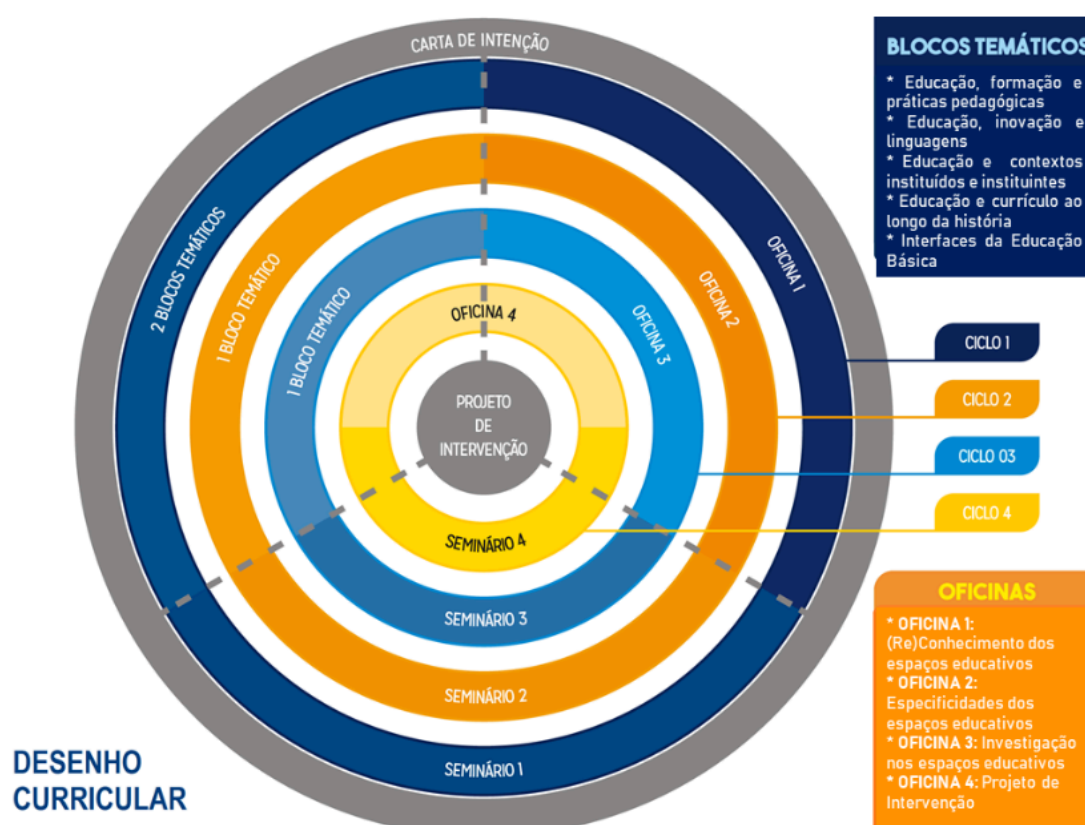 CARTA DE INTENÇÃO
2 BLOCOS TEMÁTICOS
OFICINA 1
1 BLOCO TEMÁTICO
OFICINA 2
1 BLOCO TEMÁTICO
OFICINA 3
OFICINA 4
PROJETO
DE
INTERVENÇÃO
SEMINÁRIO 4
SEMINÁRIO 3
SEMINÁRIO 2
SEMINÁRIO 1
DESENHO
CURRICULAR
BLOCOS TEMÁTICOS
* Educação, formação e
práticas pedagógicas
* Educação, inovação e
linguagens
* Educação e contextos
instituídos e instituintes
* Educação e currículo ao
longo da história
* Interfaces da Educação
Básica
CICLO 1
CICLO 2
CICLO 03
CICLO 4
OFICINAS
* OFICINA 1:
(Re)Conhecimento dos
espaços educativos
* OFICINA 2:
Especificidades dos
espaços educativos
* OFICINA 3: Investigação
nos espaços educativos
* OFICINA 4: Projeto de
Intervenção